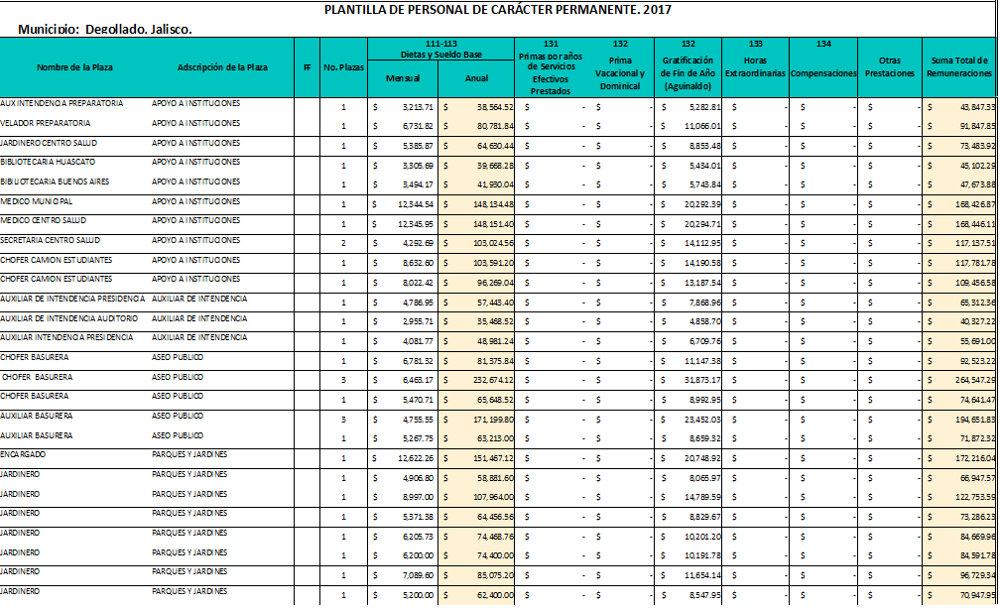 PLANTILLA DE PERSONAL DE CARÁCTER PERMANENTE. 2017
Municipio: Degollado, Jalisco.
111-113 131 132 132 133 134
Nombre de la Plaza Adscripción de la Plaza FF No. Plazas Dietas y Sueldo Base Mensual Anual Primas por años de Servicios Efectivos Prestados Prima Vacacional y Dominical Gratificación de Fin de Año (Aguinaldo) Horas Extraordinarias Compensaciones Otras Prestaciones Suma Total de Remuneraciones
AUX INTENDENCIA PREPARATORIA APOYO A INSTITUCIONES 1 $ 3,213.71 $ 38,564.52 $ - $ - $ 5,282.81 $ - $ - $ - $ 43,847.33
VELADOR PREPARATORIA APOYO A INSTITUCIONES 1 $ 6,731.82 $ 80,781.84 $ - $ - $ 11,066.01 $ - $ - $ - $ 91,847.85
JARDINERO CENTRO SALUD APOYO A INSTITUCIONES 1 $ 5,385.87 $ 64,630.44 $ - $ - $ 8,853.48 $ - $ - $ - $ 73,483.92
BIBLIOTECARIA HUASCATO APOYO A INSTITUCIONES 1 $ 3,305.69 $ 39,668.28 $ - $ - $ 5,434.01 $ - $ - $ - $ 45,102.29
BIBILIOTECARIA BUENOS AIRES APOYO A INSTITUCIONES 1 $ 3,494.17 $ 41,930.04 $ - $ - $ 5,743.84 $ - $ - $ - $ 47,673.88
MEDICO MUNICIPAL APOYO A INSTITUCIONES 1 $ 12,344.54 $ 148,134.48 $ - $ - $ 20,292.39 $ - $ - $ - $ 168,426.87
MEDICO CENTRO SALUD APOYO A INSTITUCIONES 1 $ 12,345.95 $ 148,151.40 $ - $ - $ 20,294.71 $ - $ - $ - $ 168,446.11
SECRETARIA CENTRO SALUD APOYO A INSTITUCIONES 2 $ 4,292.69 $ 103,024.56 $ - $ - $ 14,112.95 $ - $ - $ - $ 117,137.51
CHOFER CAMION ESTUDIANTES APOYO A INSTITUCIONES 1 $ 8,632.60 $ 103,591.20 $ - $ - $ 14,190.58 $ - $ - $ - $ 117,781.78
CHOFER CAMION ESTUDIANTES APOYO A INSTITUCIONES 1 $ 8,022.42 $ 96,269.04 $ - $ - $ 13,187.54 $ - $ - $ - $ 109,456.58
AUXILIAR DE INTENDENCIA PRESIDENCIA AUXILIAR DE INTENDENCIA 1 $ 4,786.95 $ 57,443.40 $ - $ - $ 7,868.96 $ - $ - $ - $ 65,312.36
AUXILIAR DE INTENDENCIA AUDITORIO AUXILIAR DE INTENDENCIA 1 $ 2,955.71 $ 35,468.52 $ - $ - $ 4,858.70 $ - $ - $ - $ 40,327.22
AUXILIAR INTENDENCIA PRESIDENCIA AUXILIAR DE INTENDENCIA 1 $ 4,081.77 $ 48,981.24 $ - $ - $ 6,709.76 $ - $ - $ - $ 55,691.00
CHOFER BASURERA ASEO PUBLICO 1 $ 6,781.32 $ 81,375.84 $ - $ - $ 11,147.38 $ - $ - $ - $ 92,523.22
CHOFER BASURERA ASEO PUBLICO 3 $ 6,463.17 $ 232,674.12 $ - $ - $ 31,873.17 $ - $ - $ - $ 264,547.29
CHOFER BASURERA ASEO PUBLICO 1 $ 5,470.71 $ 65,648.52 $ - $ - $ 8,992.95 $ - $ - $ - $ 74,641.47
AUXILIAR BASURERA ASEO PUBLICO 3 $ 4,755.55 $ 171,199.80 $ - $ - $ 23,452.03 $ - $ - $ - $ 194,651.83
AUXILIAR BASURERA ASEO PUBLICO 1 $ 5,267.75 $ 63,213.00 $ - $ - $ 8,659.32 $ - $ - $ - $ 71,872.32
ENCARGADO PARQUES Y JARDINES 1 $ 12,622.26 $ 151,467.12 $ - $ - $ 20,748.92 $ - $ - $ - $ 172,216.04
JARDINERO PARQUES Y JARDINES 1 $ 4,906.80 $ 58,881.60 $ - $ - $ 8,065.97 $ - $ - $ - $ 66,947.57
JARDINERO PARQUES Y JARDINES 1 $ 8,997.00 $ 107,964.00 $ - $ - $ 14,789.59 $ - $ - $ - $ 122,753.59
JARDINERO PARQUES Y JARDINES 1 $ 5,371.38 $ 64,456.56 $ - $ - $ 8,829.67 $ - $ - $ - $ 73,286.23
JARDINERO PARQUES Y JARDINES 1 $ 6,205.73 $ 74,468.76 $ - $ - $ 10,201.20 $ - $ - $ - $ 84,669.96
JARDINERO PARQUES Y JARDINES 1 $ 6,200.00 $ 74,400.00 $ - $ - $ 10,191.78 $ - $ - $ - $ 84,591.78
JARDINERO PARQUES Y JARDINES 1 $ 7,089.60 $ 85,075.20 $ - $ - $ 11,654.14 $ - $ - $ - $ 96,729.34
JARDINERO PARQUES Y JARDINES 1 $ 5,200.00 $ 62,400.00 $ - $ - $ 8,547.95 $ - $ - $ - $ 70,947.95